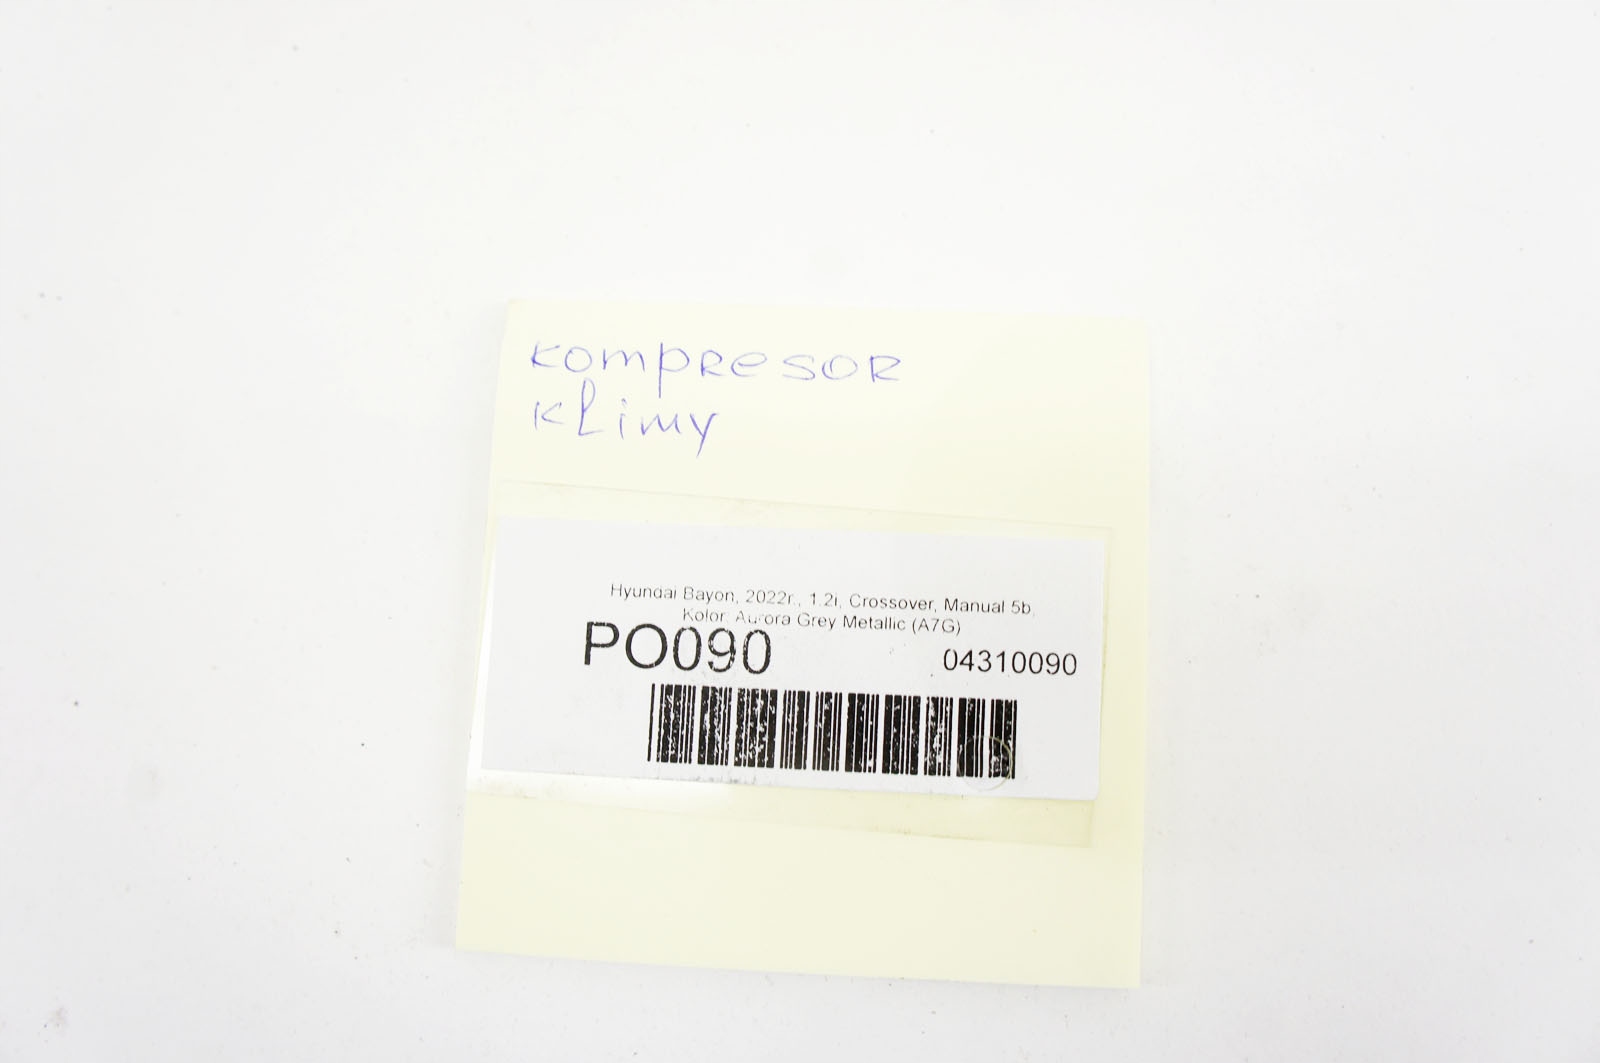 Kompresor
Klimy
Hyundai Bayon, 2022r., 1.2i, Crossover, Manual 5b,
Kolor: Aurora Grey Metallic (A7G)
PO090
04310090